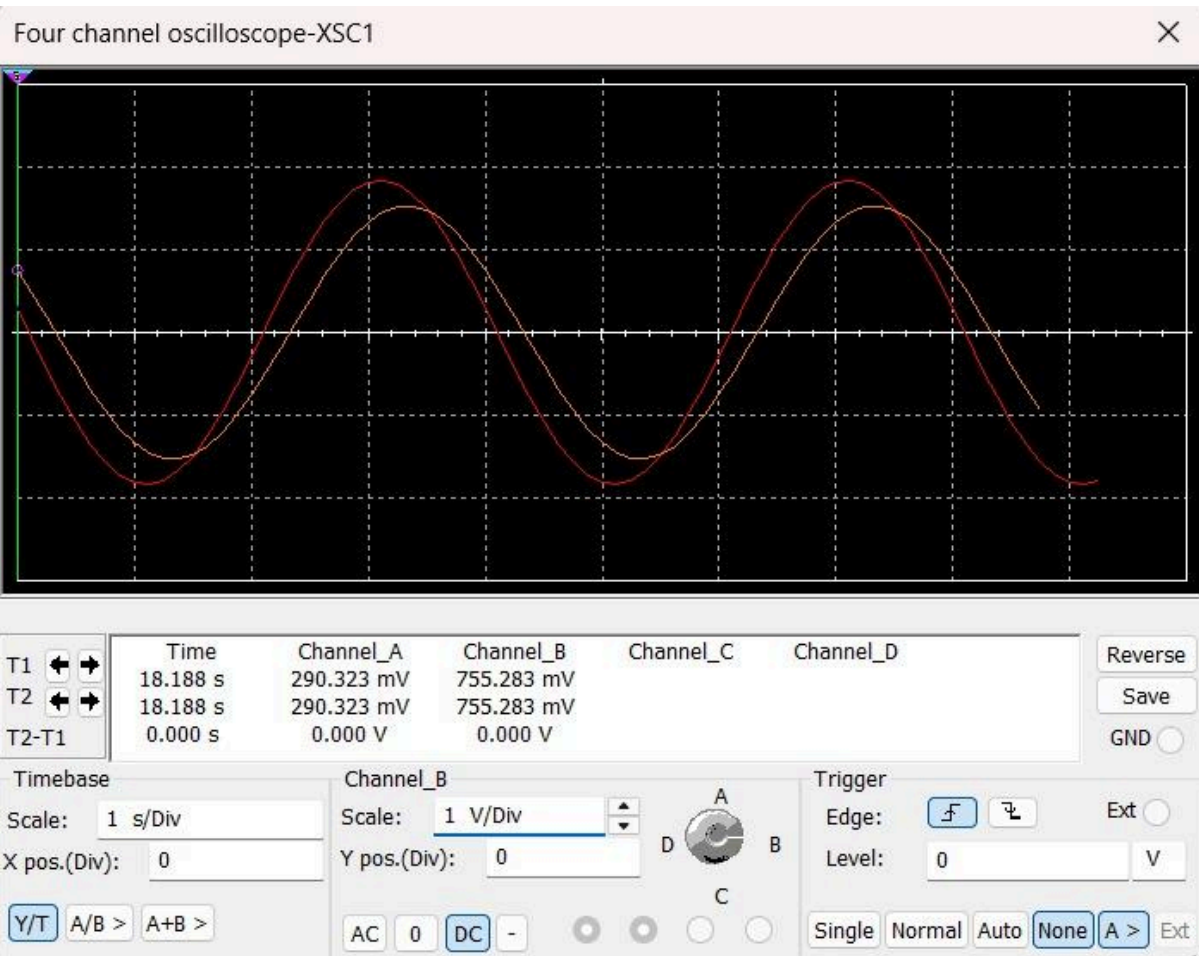 Four channel oscilloscope-XSC1
Time Channel_A Channel_B Channel_C Channel_D
T1 18.188 s 290.323 mV 755.283 mV
T2 18.188 s 290.323 mV 755.283 mV
T2-T1 0.000 s 0.000 V 0.000 V
Reverse
Save
GND
Timebase
Scale: 1 s/Div
X pos.(Div): 0
Y/T A/B > A+B >
Channel_B
Scale: 1 V/Div
Y pos.(Div): 0
AC 0 DC -
A
D B
C
Trigger
Edge: Ext
Level: 0 V
Single Normal Auto None A > Ext